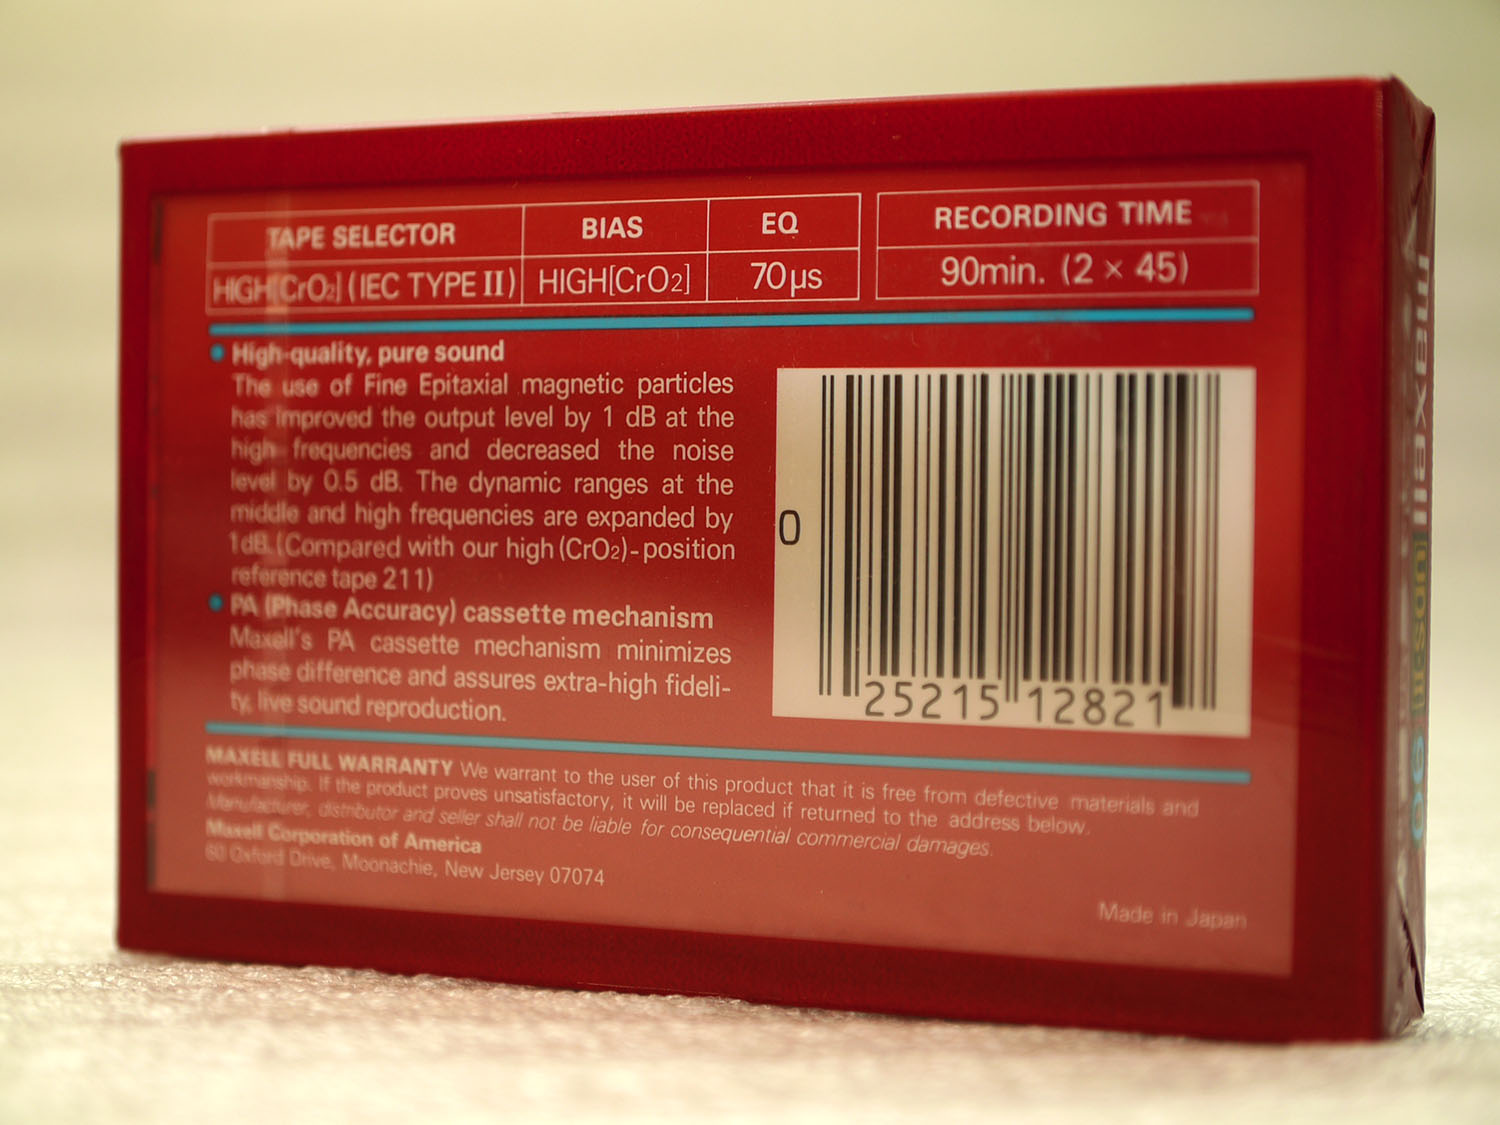 TAPE SELECTOR BIAS EQ RECORDING TIME
HIGH[CrO2] (IEC TYPE II) HIGH[CrO2] 70μs 90min. (2 × 45)
• High-quality, pure sound
The use of Fine Epitaxial magnetic particles
has improved the output level by 1 dB at the
high frequencies and decreased the noise
level by 0.5 dB. The dynamic ranges at the
middle and high frequencies are expanded by
1dB. (Compared with our high (CrO2)-position
reference tape 211)
• PA (Phase Accuracy) cassette mechanism
Maxell's PA cassette mechanism minimizes
phase difference and assures extra-high fideli-
ty, live sound reproduction.
0
25215 12821
MAXELL FULL WARRANTY We warrant to the user of this product that it is free from defective materials and
workmanship. If the product proves unsatisfactory, it will be replaced if returned to the address below.
Manufacturer, distributor and seller shall not be liable for consequential commercial damages.
Maxell Corporation of America
60 Oxford Drive, Moonachie, New Jersey 07074
Made in Japan
maxell
90